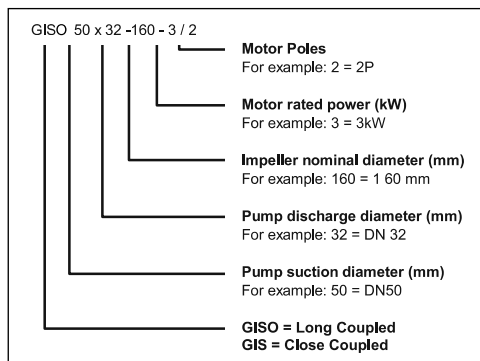 GISO 50 x 32 -160 - 3 / 2
Motor Poles
For example: 2 = 2P
Motor rated power (kW)
For example: 3 = 3kW
Impeller nominal diameter (mm)
For example: 160 = 1 60 mm
Pump discharge diameter (mm)
For example: 32 = DN 32
Pump suction diameter (mm)
For example: 50 = DN50
GISO = Long Coupled
GIS = Close Coupled